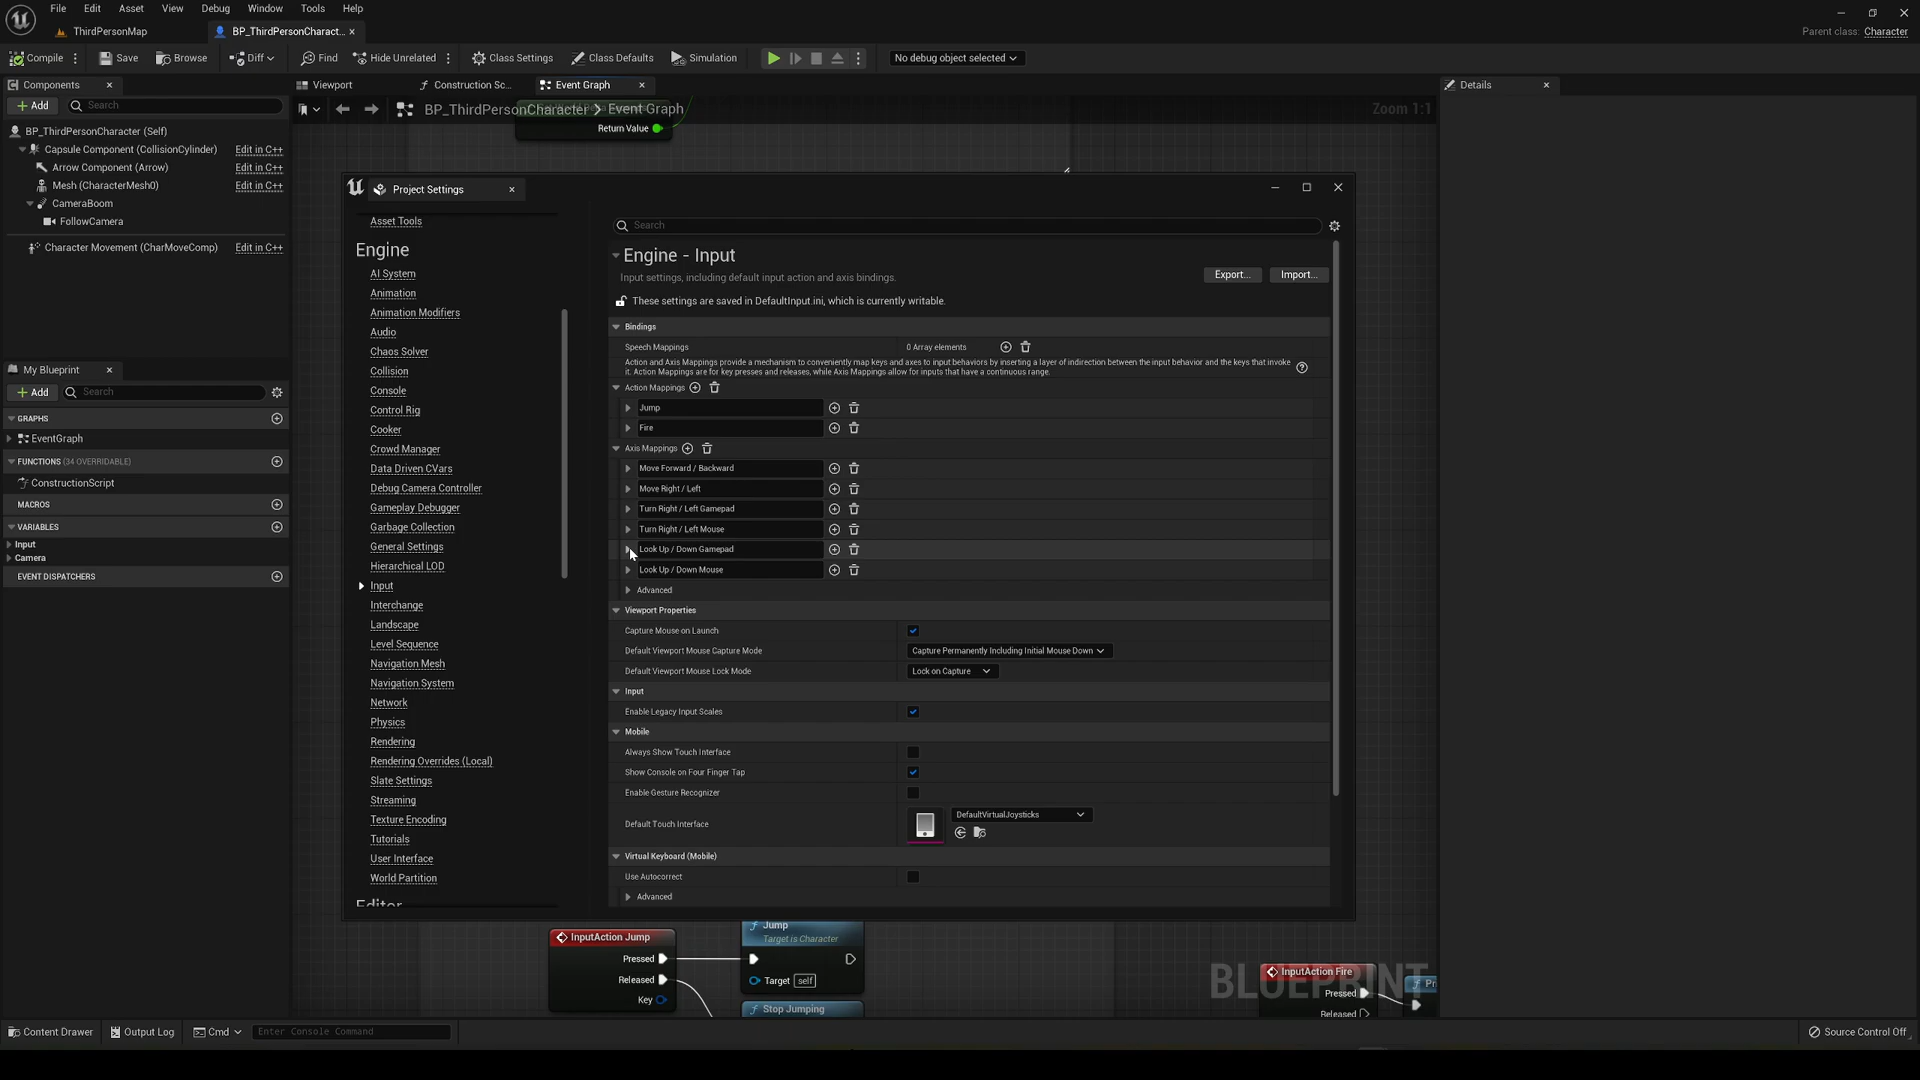 File Edit Asset View Debug Window Tools Help
ThirdPersonMap BP_ThirdPersonCharact...
Parent class: Character
Compile Save Browse Diff Find Hide Unrelated Class Settings Class Defaults Simulation No debug object selected
Components
Add Search
BP_ThirdPersonCharacter (Self)
Capsule Component (CollisionCylinder) Edit in C++
Arrow Component (Arrow) Edit in C++
Mesh (CharacterMesh0) Edit in C++
CameraBoom
FollowCamera
Character Movement (CharMoveComp) Edit in C++
My Blueprint
Add Search
GRAPHS
EventGraph
FUNCTIONS (34 OVERRIDABLE)
ConstructionScript
MACROS
VARIABLES
Input
Camera
EVENT DISPATCHERS
Viewport Construction Sc... Event Graph
BP_ThirdPersonCharacter > Event Graph
Zoom 1:1
Return Value
Details
Project Settings
Asset Tools
Engine
AI System
Animation
Animation Modifiers
Audio
Chaos Solver
Collision
Console
Control Rig
Cooker
Crowd Manager
Data Driven CVars
Debug Camera Controller
Gameplay Debugger
Garbage Collection
General Settings
Hierarchical LOD
Input
Interchange
Landscape
Level Sequence
Navigation Mesh
Navigation System
Network
Physics
Rendering
Rendering Overrides (Local)
Slate Settings
Streaming
Texture Encoding
Tutorials
User Interface
World Partition
Editor
Search
Engine - Input
Input settings, including default input action and axis bindings.
Export... Import...
These settings are saved in DefaultInput.ini, which is currently writable.
Bindings
Speech Mappings 0 Array elements
Action and Axis Mappings provide a mechanism to conveniently map keys and axes to input behaviors by inserting a layer of indirection between the input behavior and the keys that invoke
it. Action Mappings are for key presses and releases, while Axis Mappings allow for inputs that have a continuous range.
Action Mappings
Jump
Fire
Axis Mappings
Move Forward / Backward
Move Right / Left
Turn Right / Left Gamepad
Turn Right / Left Mouse
Look Up / Down Gamepad
Look Up / Down Mouse
Advanced
Viewport Properties
Capture Mouse on Launch
Default Viewport Mouse Capture Mode Capture Permanently Including Initial Mouse Down
Default Viewport Mouse Lock Mode Lock on Capture
Input
Enable Legacy Input Scales
Mobile
Always Show Touch Interface
Show Console on Four Finger Tap
Enable Gesture Recognizer
Default Touch Interface DefaultVirtualJoysticks
Virtual Keyboard (Mobile)
Use Autocorrect
Advanced
InputAction Jump
Pressed
Released
Key
Jump
Target is Character
Target self
Stop Jumping
InputAction Fire
Pressed
Released
Pr
BLUEPRINT
Content Drawer Output Log Cmd Enter Console Command Source Control Off